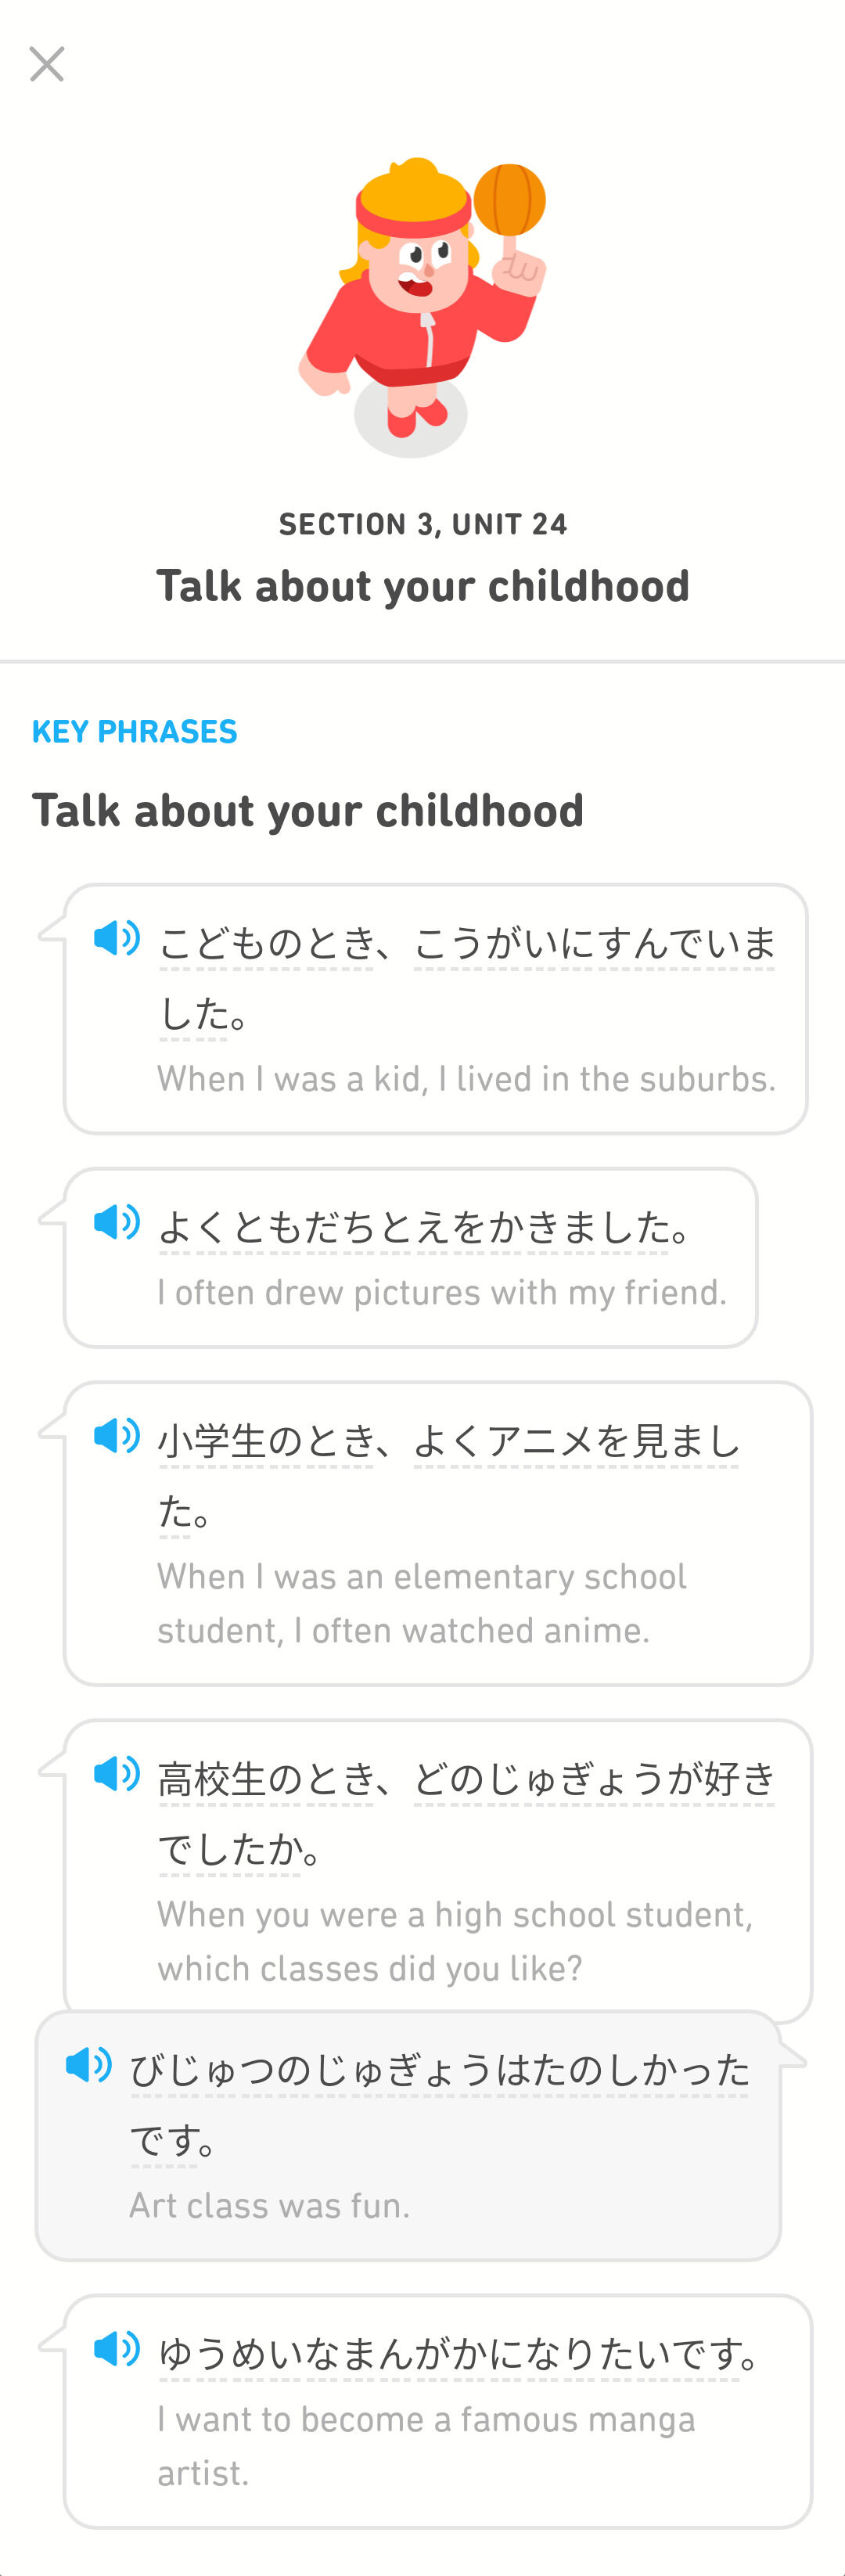 SECTION 3, UNIT 24
Talk about your childhood
KEY PHRASES
Talk about your childhood
こどものとき、こうがいにすんでいま
した。
When I was a kid, I lived in the suburbs.
よくともだちとえをかきました。
I often drew pictures with my friend.
小学生のとき、よくアニメを見まし
た。
When I was an elementary school
student, I often watched anime.
高校生のとき、どのじゅぎょうが好き
でしたか。
When you were a high school student,
which classes did you like?
びじゅつのじゅぎょうはたのしかった
です。
Art class was fun.
ゆうめいなまんがかになりたいです。
I want to become a famous manga
artist.